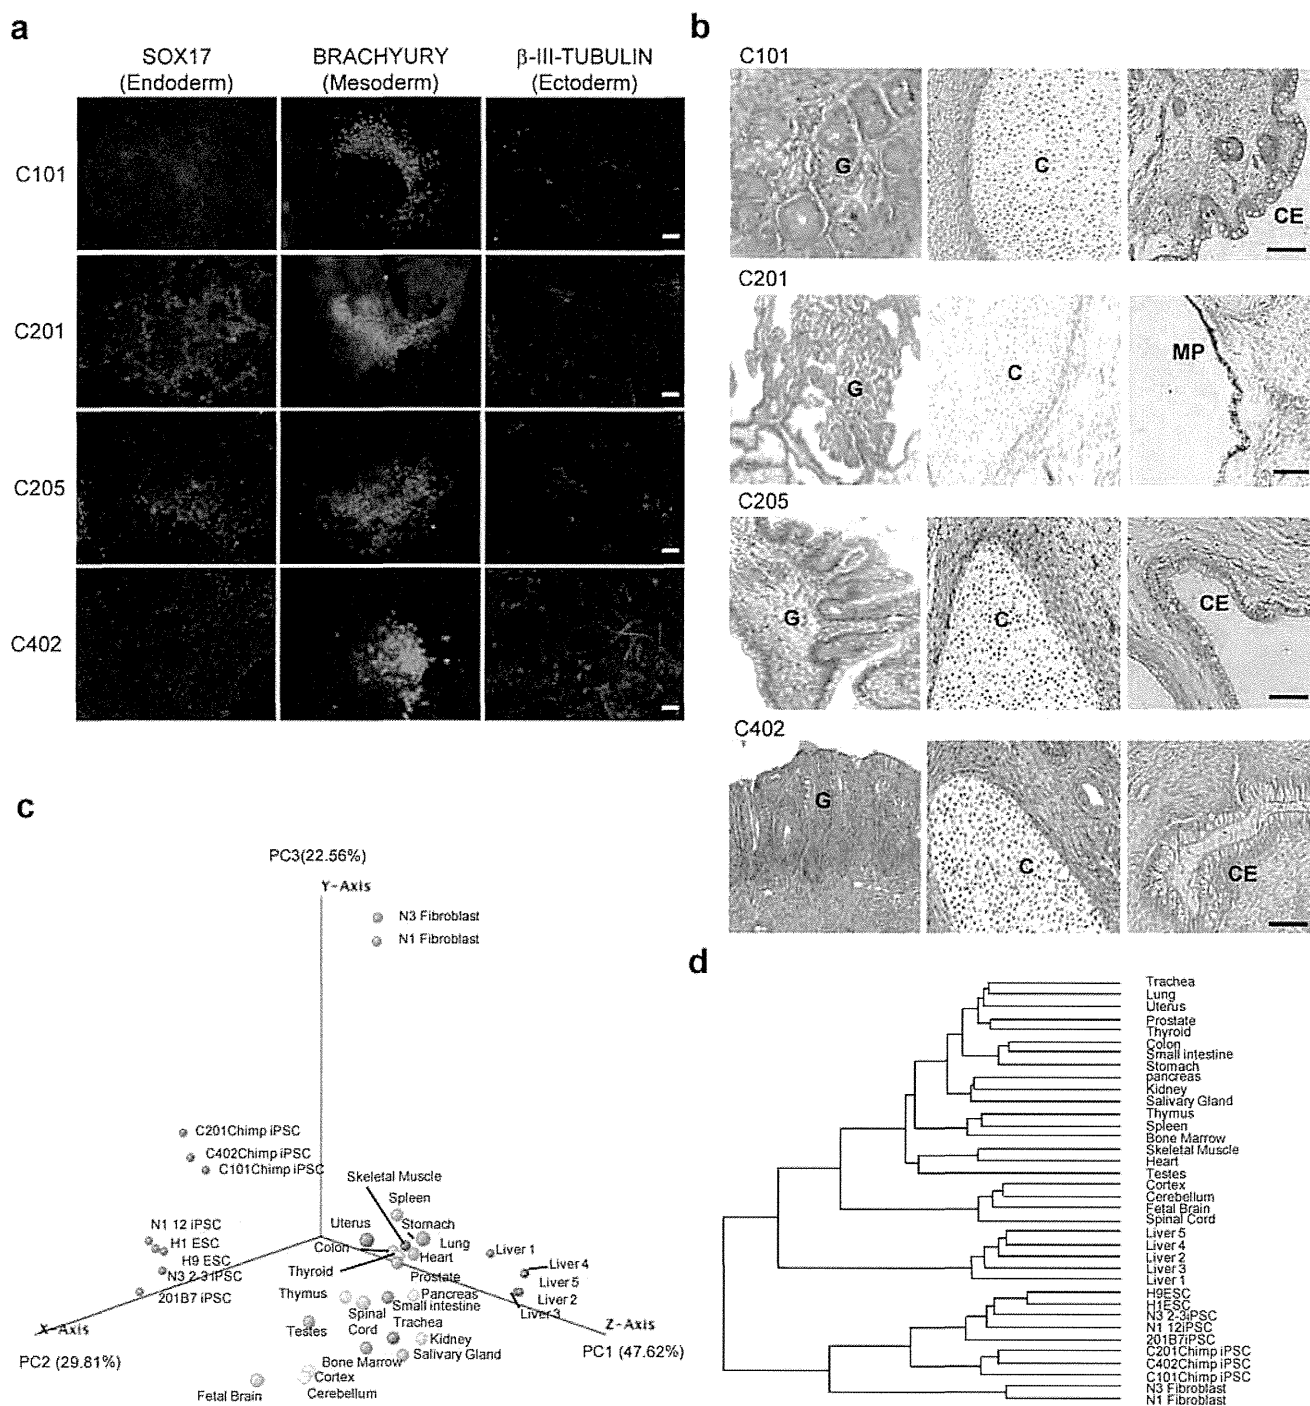 a
SOX17
(Endoderm)
BRACHYURY
(Mesoderm)
β-III-TUBULIN
(Ectoderm)
C101
C201
C205
C402
b
C101
G
C
CE
C201
G
C
MP
C205
G
C
CE
C402
G
C
CE
c
PC3(22.56%)
Y-Axis
N3 Fibroblast
N1 Fibroblast
C201Chimp iPSC
C402Chimp iPSC
C101Chimp iPSC
N1 12 iPSC
H1 ESC
H9 ESC
N3 2-3 iPSC
201B7 iPSC
X-Axis
PC2 (29.81%)
Skeletal Muscle
Spleen
Uterus
Stomach
Colon
Lung
Heart
Thyroid
Prostate
Thymus
Pancreas
Spinal Cord
Small intestine
Testes
Trachea
Kidney
Bone Marrow
Salivary Gland
Cortex
Fetal Brain
Cerebellum
Liver 1
Liver 4
Liver 5
Liver 2
Liver 3
Z-Axis
PC1 (47.62%)
d
Trachea
Lung
Uterus
Prostate
Thyroid
Colon
Small intestine
Stomach
pancreas
Kidney
Salivary Gland
Thymus
Spleen
Bone Marrow
Skeletal Muscle
Heart
Testes
Cortex
Cerebellum
Fetal Brain
Spinal Cord
Liver 5
Liver 4
Liver 2
Liver 3
Liver 1
H9ESC
H1ESC
N3 2-3iPSC
N1 12iPSC
201B7iPSC
C201Chimp iPSC
C402Chimp iPSC
C101Chimp iPSC
N3 Fibroblast
N1 Fibroblast